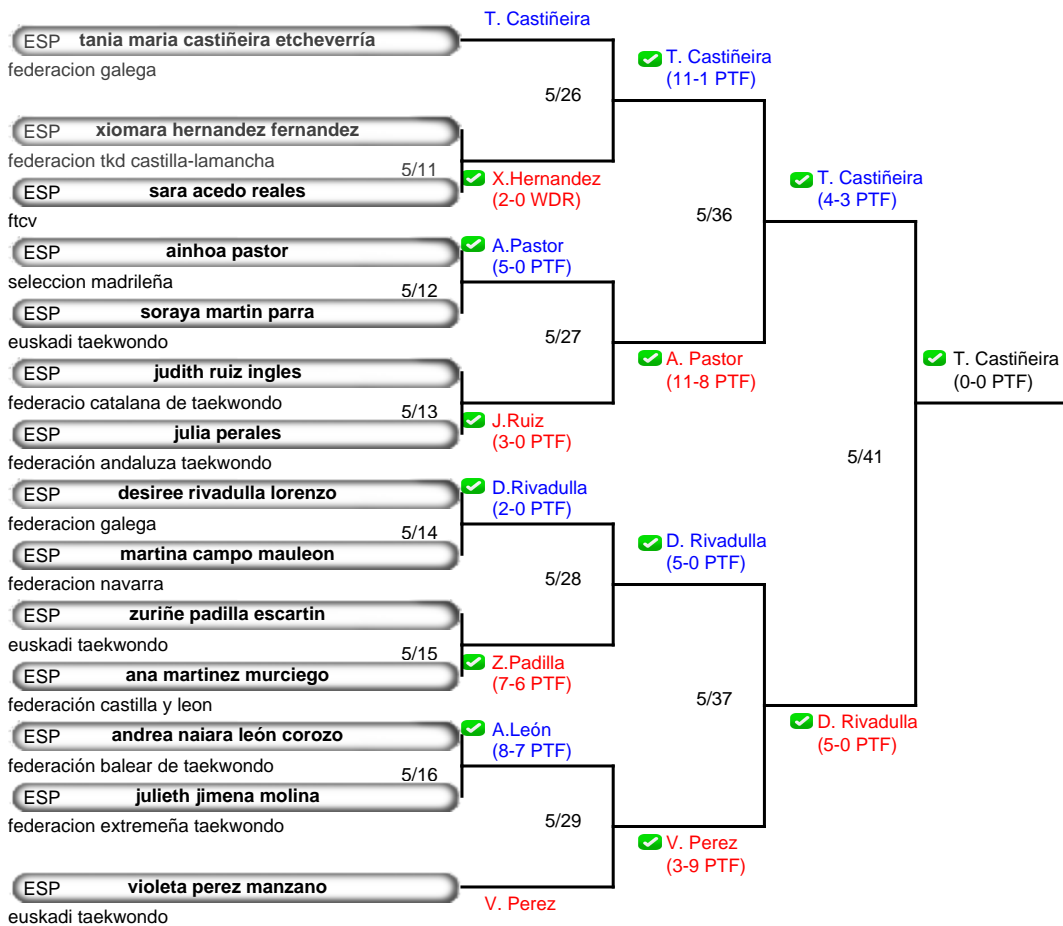 T. Castiñeira
ESP tania maria castiñeira etcheverría
federacion galega
T. Castiñeira
(11-1 PTF)
5/26
ESP xiomara hernandez fernandez
federacion tkd castilla-lamancha
5/11
X.Hernandez
(2-0 WDR)
ESP sara acedo reales
ftcv
T. Castiñeira
(4-3 PTF)
5/36
ESP ainhoa pastor
seleccion madrileña
A.Pastor
(5-0 PTF)
5/12
ESP soraya martin parra
euskadi taekwondo
5/27
A. Pastor
(11-8 PTF)
T. Castiñeira
(0-0 PTF)
ESP judith ruiz ingles
federacio catalana de taekwondo
5/13
J.Ruiz
(3-0 PTF)
ESP julia perales
federación andaluza taekwondo
5/41
ESP desiree rivadulla lorenzo
federacion galega
D.Rivadulla
(2-0 PTF)
5/14
ESP martina campo mauleon
federacion navarra
D. Rivadulla
(5-0 PTF)
5/28
ESP zuriñe padilla escartin
euskadi taekwondo
5/15
Z.Padilla
(7-6 PTF)
ESP ana martinez murciego
federación castilla y leon
5/37
D. Rivadulla
(5-0 PTF)
ESP andrea naiara león corozo
federación balear de taekwondo
A.León
(8-7 PTF)
5/16
ESP julieth jimena molina
federacion extremeña taekwondo
5/29
V. Perez
(3-9 PTF)
ESP violeta perez manzano
euskadi taekwondo
V. Perez